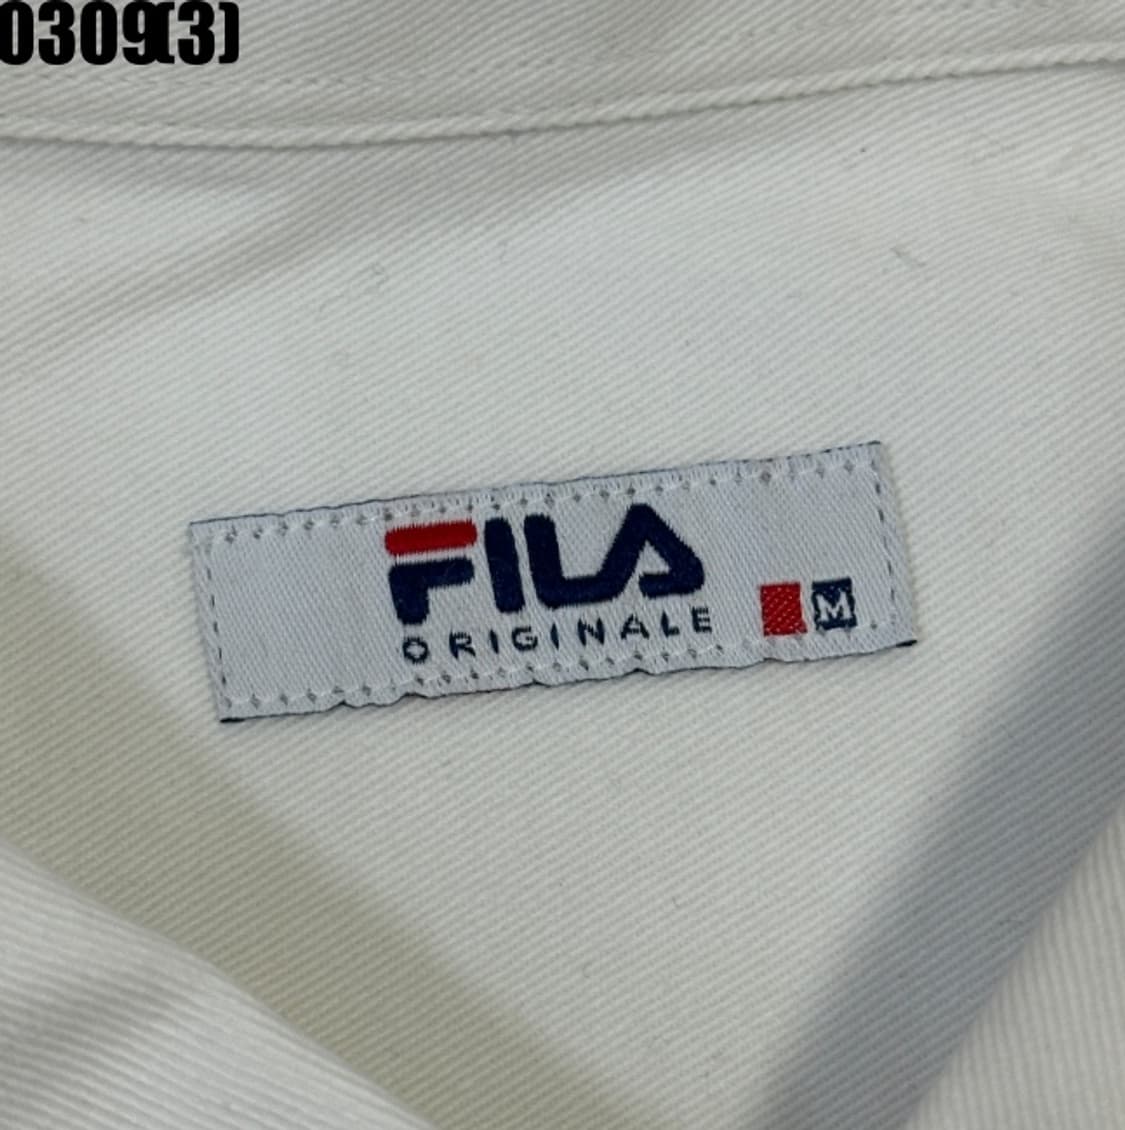 0309(3)
FILA
ORIGINALE
M